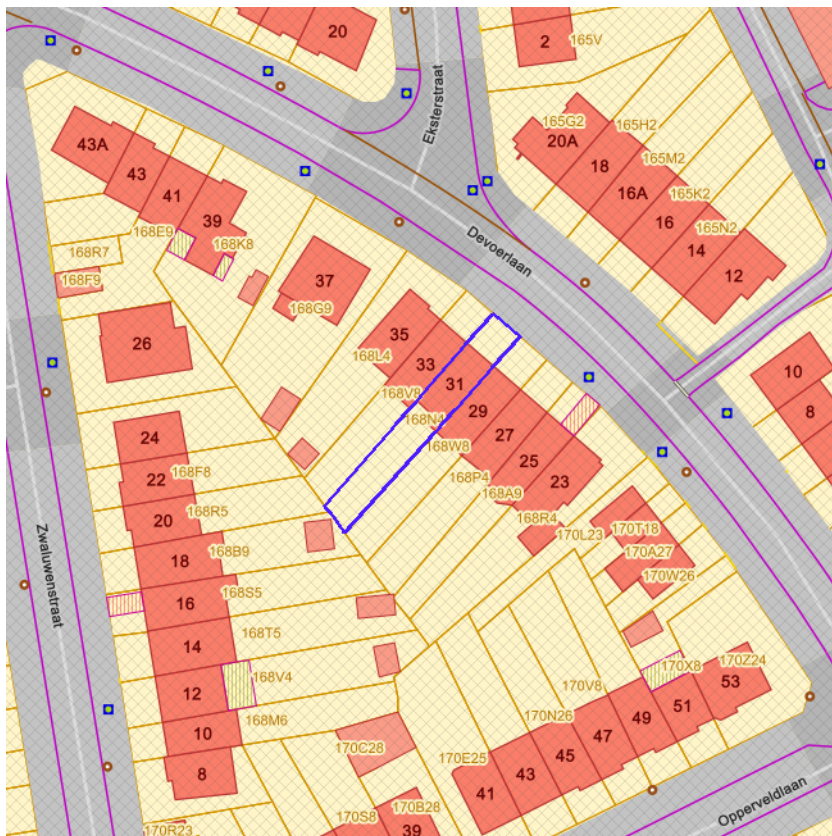 20
2
165V
Eksterstraat
43A
43
41
39
168E9
168K8
168R7
168F9
165G2
20A
165H2
18
165M2
16A
165K2
16
165N2
14
12
Devoerlaan
37
168G9
26
35
168L4
33
168V8
31
168N4
29
168W8
27
168P4
25
168A9
23
168R4
10
8
24
22
168F8
20
168R5
18
168B9
16
168S5
14
168T5
12
168V4
10
168M6
8
Zwaluwenstraat
170L23
170T18
170A27
170W26
170X8
170Z24
53
51
49
170V8
47
170N26
45
43
170E25
41
170C28
170B28
39
170S8
170R23
Opperveldlaan